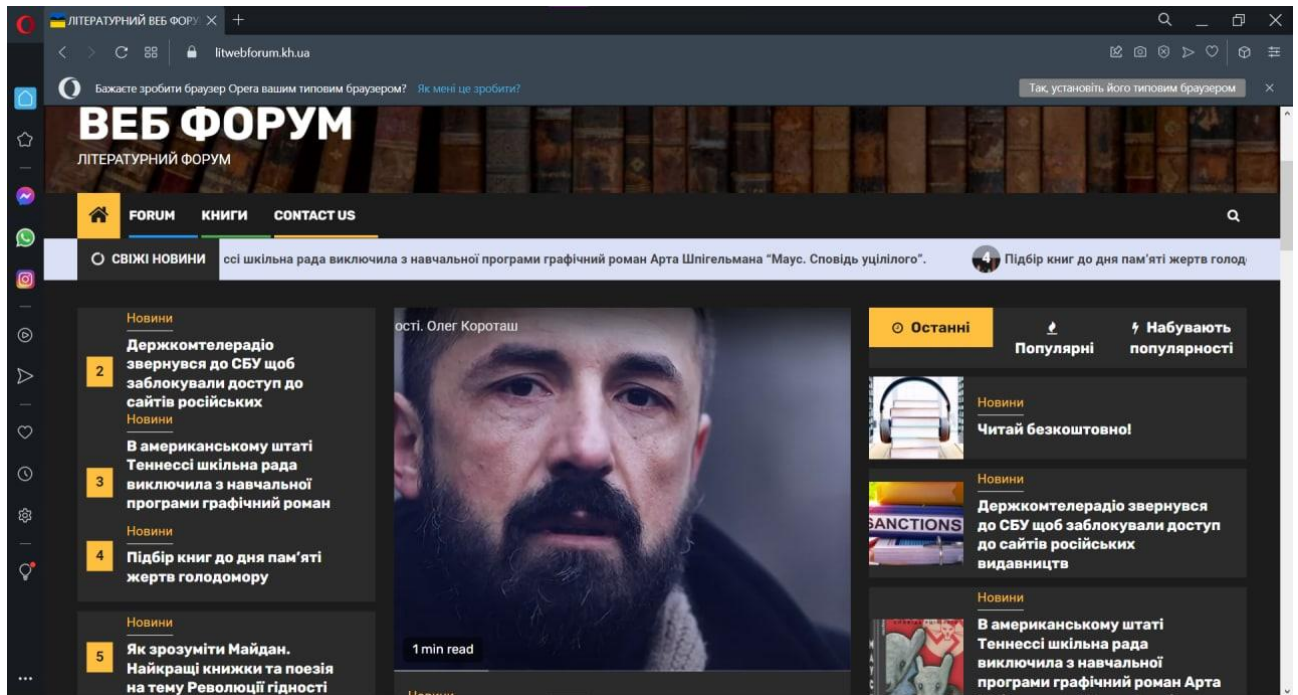 ЛІТЕРАТУРНИЙ ВЕБ ФОРУ
litwebforum.kh.ua
Бажаєте зробити браузер Opera вашим типовим браузером? Як мені це зробити?
Так, установіть його типовим браузером
ВЕБ ФОРУМ
ЛІТЕРАТУРНИЙ ФОРУМ
FORUM
КНИГИ
CONTACT US
СВІЖІ НОВИНИ
ссі шкільна рада виключила з навчальної програми графічний роман Арта Шпігельмана "Маус. Сповідь уцілілого".
4
Підбір книг до дня пам'яті жертв голод
Новини
2
Держкомтелерадіо
звернувся до СБУ щоб
заблокували доступ до
сайтів російських
Новини
3
В американському штаті
Теннессі шкільна рада
виключила з навчальної
програми графічний роман
Новини
4
Підбір книг до дня пам'яті
жертв голодомору
Новини
5
Як зрозуміти Майдан.
Найкращі книжки та поезія
на тему Революції гідності
ості. Олег Короташ
1 min read
Новини
Останні
Популярні
Набувають
популярності
Новини
Читай безкоштовно!
SANCTIONS
Новини
Держкомтелерадіо звернувся
до СБУ щоб заблокували доступ
до сайтів російських
видавництв
МАУС
Новини
В американському штаті
Теннессі шкільна рада
виключила з навчальної
програми графічний роман Арта